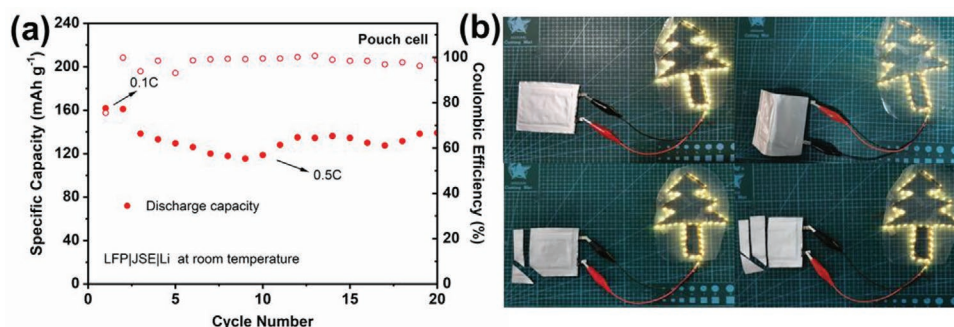 (a)
Pouch cell
0.1C
0.5C
Discharge capacity
LFP|JSE|Li at room temperature
Specific Capacity (mAh g⁻¹)
240
200
160
120
80
40
0
0 5 10 15 20
Cycle Number
100
80
60
40
20
0
Coulombic Efficiency (%)
(b)
Cutting Mat